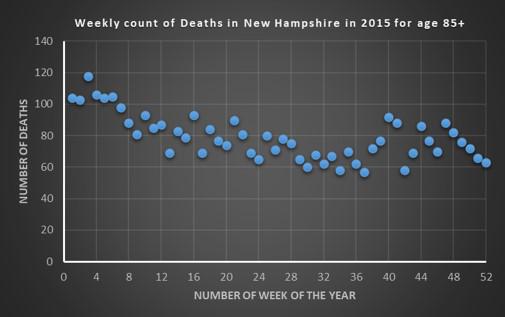 Weekly count of Deaths in New Hampshire in 2015 for age 85+
NUMBER OF DEATHS
140
120
100
80
60
40
20
0
0 4 8 12 16 20 24 28 32 36 40 44 48 52
NUMBER OF WEEK OF THE YEAR